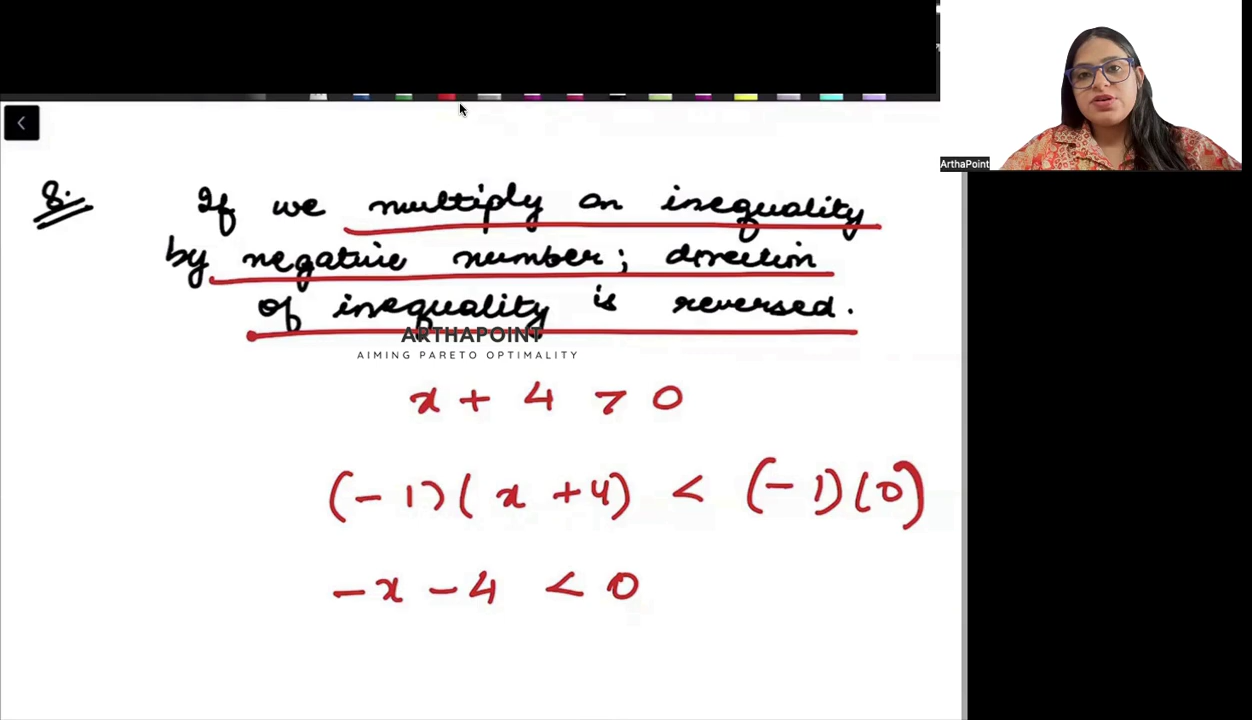 ArthaPoint
8. If we multiply an inequality
by negative number; direction
of inequality is reversed.
ARTHAPOINT
AIMING PARETO OPTIMALITY
x + 4 > 0
(-1)(x + 4) < (-1)(0)
-x - 4 < 0